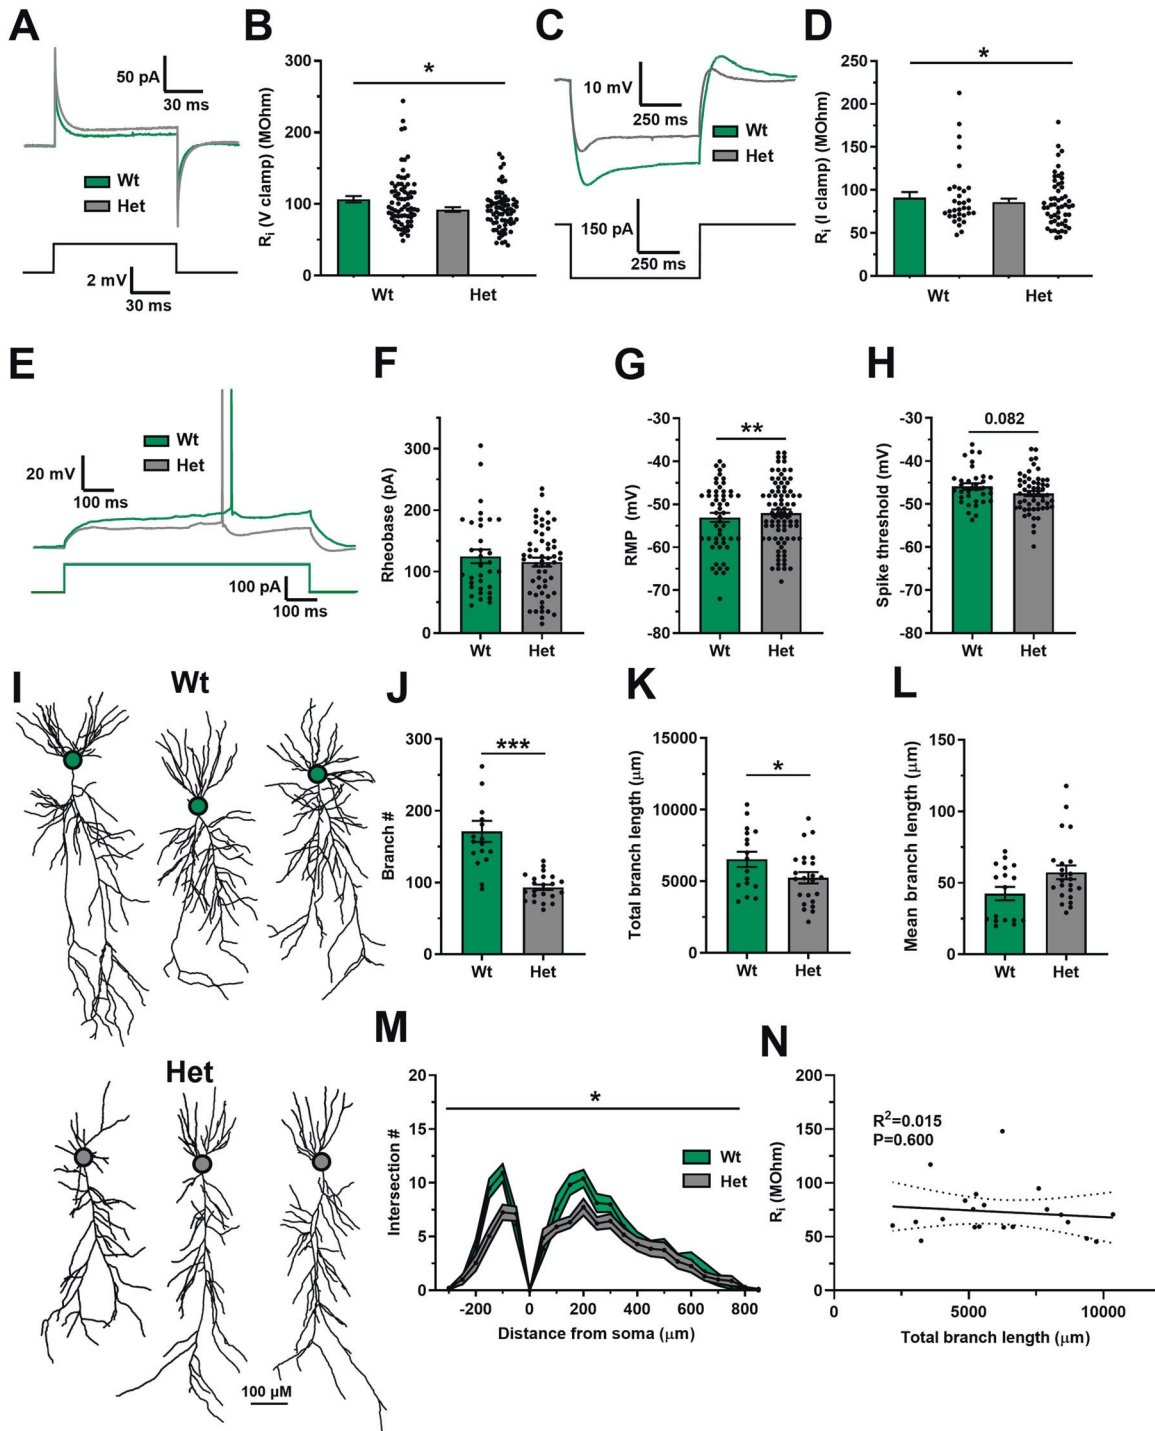 A
50 pA
30 ms
Wt
Het
2 mV
30 ms
B
300
200
100
0
Ri (V clamp) (MOhm)
*
Wt
Het
C
10 mV
250 ms
Wt
Het
150 pA
250 ms
D
250
200
150
100
50
0
Ri (I clamp) (MOhm)
*
Wt
Het
E
20 mV
100 ms
Wt
Het
100 pA
100 ms
F
300
200
100
0
Rheobase (pA)
Wt
Het
G
-30
-40
-50
-60
-70
-80
RMP (mV)
**
Wt
Het
H
-30
-40
-50
-60
-70
-80
Spike threshold (mV)
0.082
Wt
Het
I
Wt
Het
100 µM
J
300
200
100
0
Branch #
***
Wt
Het
K
15000
10000
5000
0
Total branch length (µm)
*
Wt
Het
L
150
100
50
0
Mean branch length (µm)
Wt
Het
M
20
15
10
5
0
Intersection #
*
Wt
Het
-200
0
200
400
600
800
Distance from soma (µm)
N
200
150
100
50
0
Ri (MOhm)
R²=0.015
P=0.600
0
5000
10000
Total branch length (µm)